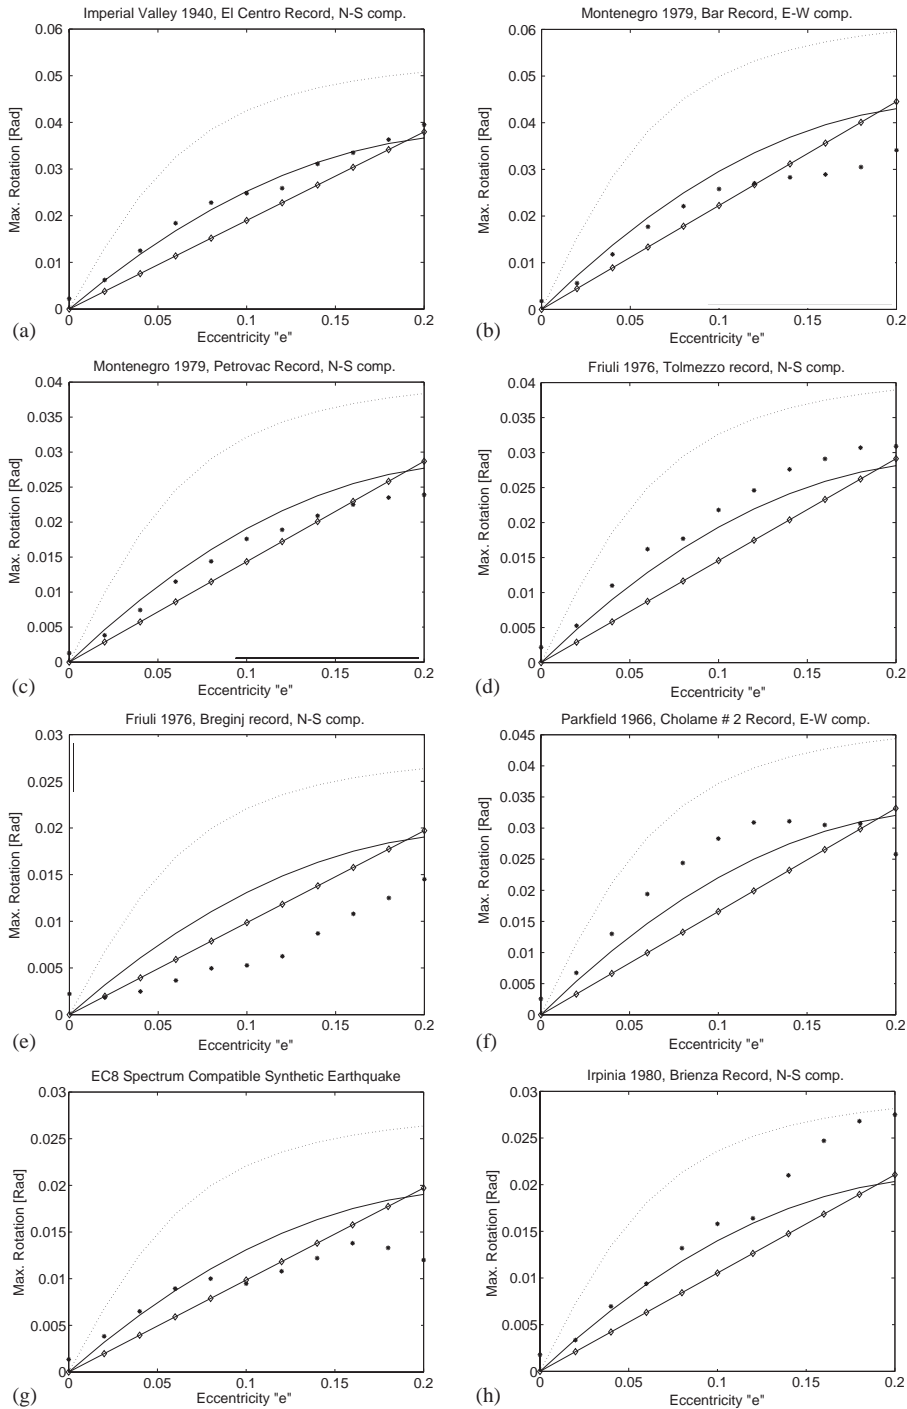 Imperial Valley 1940, El Centro Record, N-S comp.
Max. Rotation [Rad]
0.06
0.05
0.04
0.03
0.02
0.01
0
0 0.05 0.1 0.15 0.2
Eccentricity "e"
(a)
Montenegro 1979, Bar Record, E-W comp.
Max. Rotation [Rad]
0.06
0.05
0.04
0.03
0.02
0.01
0
0 0.05 0.1 0.15 0.2
Eccentricity "e"
(b)
Montenegro 1979, Petrovac Record, N-S comp.
Max. Rotation [Rad]
0.04
0.035
0.03
0.025
0.02
0.015
0.01
0.005
0
0 0.05 0.1 0.15 0.2
Eccentricity "e"
(c)
Friuli 1976, Tolmezzo record, N-S comp.
Max. Rotation [Rad]
0.04
0.035
0.03
0.025
0.02
0.015
0.01
0.005
0
0 0.05 0.1 0.15 0.2
Eccentricity "e"
(d)
Friuli 1976, Breginj record, N-S comp.
Max. Rotation [Rad]
0.03
0.025
0.02
0.015
0.01
0.005
0
0 0.05 0.1 0.15 0.2
Eccentricity "e"
(e)
Parkfield 1966, Cholame # 2 Record, E-W comp.
Max. Rotation [Rad]
0.045
0.04
0.035
0.03
0.025
0.02
0.015
0.01
0.005
0
0 0.05 0.1 0.15 0.2
Eccentricity "e"
(f)
EC8 Spectrum Compatible Synthetic Earthquake
Max. Rotation [Rad]
0.03
0.025
0.02
0.015
0.01
0.005
0
0 0.05 0.1 0.15 0.2
Eccentricity "e"
(g)
Irpinia 1980, Brienza Record, N-S comp.
Max. Rotation [Rad]
0.03
0.025
0.02
0.015
0.01
0.005
0
0 0.05 0.1 0.15 0.2
Eccentricity "e"
(h)